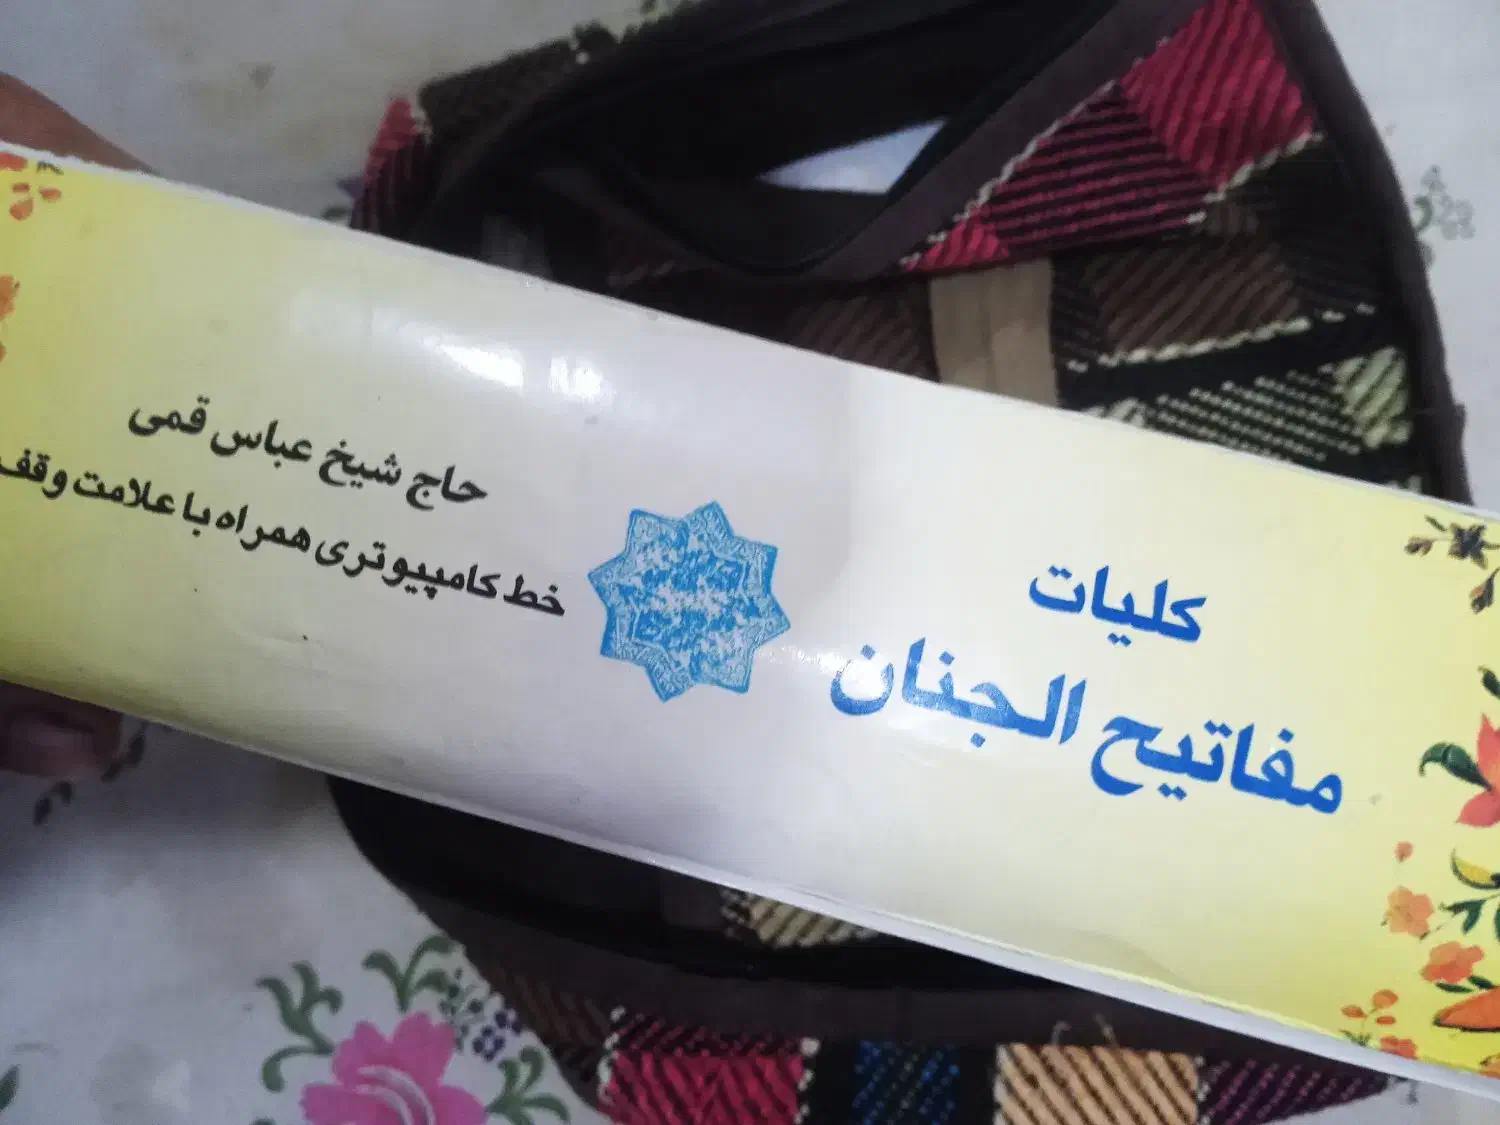 کلیات
مفاتیح الجنان
حاج شیخ عباس قمی
خط کامپیوتری همراه با علامت وقف